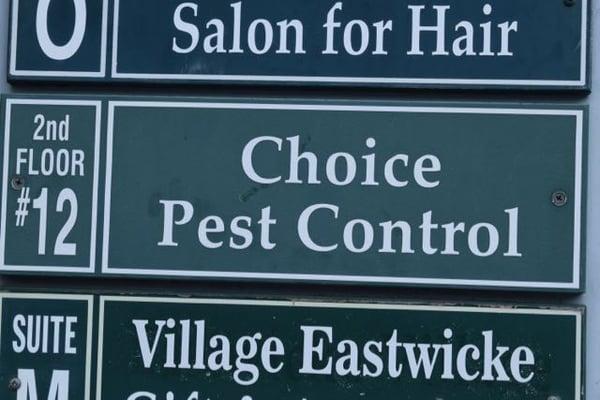 O
Salon for Hair
2nd
FLOOR
#12
Choice
Pest Control
SUITE
M
Village Eastwicke